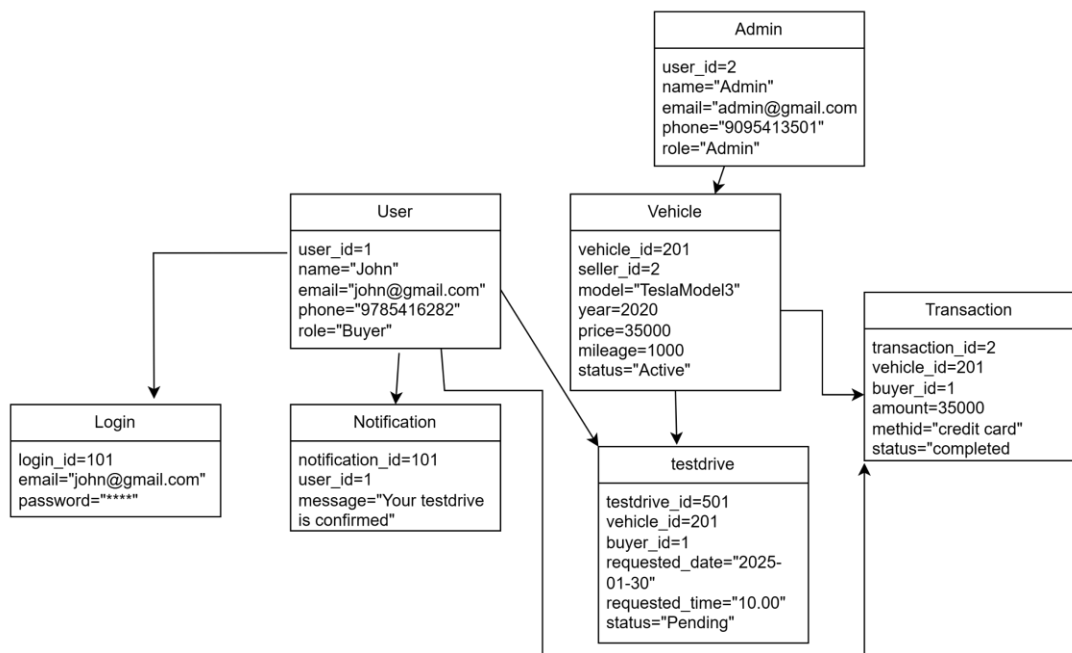 Admin
user_id=2
name="Admin"
email="admin@gmail.com
phone="9095413501"
role="Admin"
User
user_id=1
name="John"
email="john@gmail.com"
phone="9785416282"
role="Buyer"
Vehicle
vehicle_id=201
seller_id=2
model="TeslaModel3"
year=2020
price=35000
mileage=1000
status="Active"
Transaction
transaction_id=2
vehicle_id=201
buyer_id=1
amount=35000
methid="credit card"
status="completed
Login
login_id=101
email="john@gmail.com"
password="****"
Notification
notification_id=101
user_id=1
message="Your testdrive
is confirmed"
testdrive
testdrive_id=501
vehicle_id=201
buyer_id=1
requested_date="2025-
01-30"
requested_time="10.00"
status="Pending"